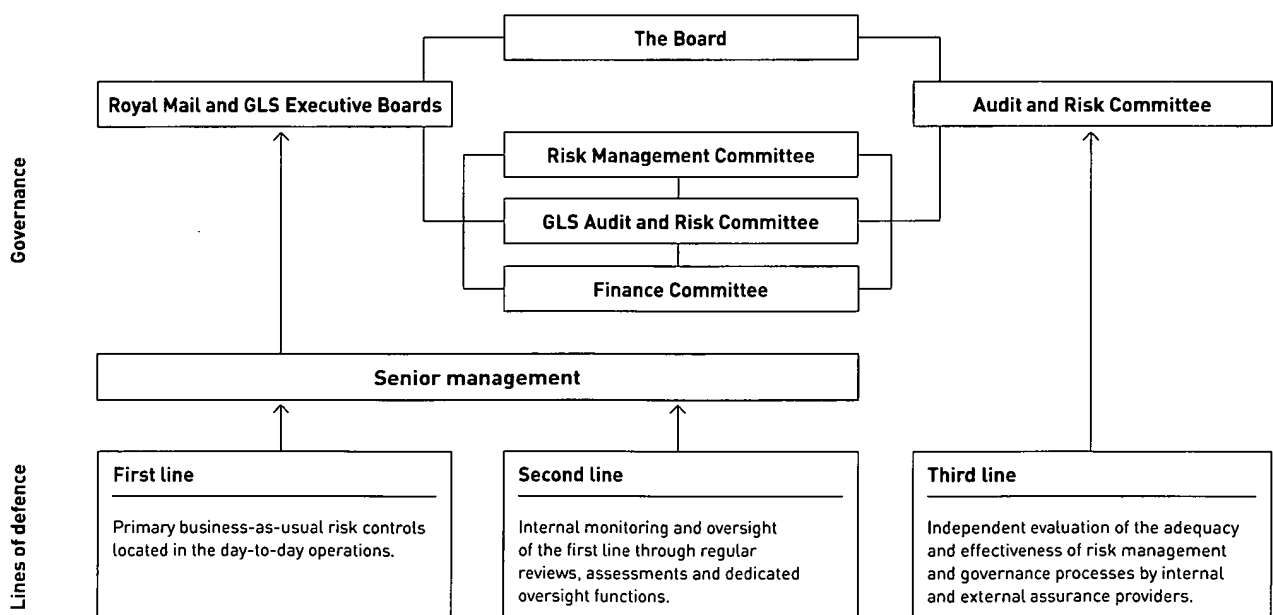 The Board
Royal Mail and GLS Executive Boards
Audit and Risk Committee
Risk Management Committee
GLS Audit and Risk Committee
Finance Committee
Governance
Senior management
Lines of defence
First line
Primary business-as-usual risk controls
located in the day-to-day operations.
Second line
Internal monitoring and oversight
of the first line through regular
reviews, assessments and dedicated
oversight functions.
Third line
Independent evaluation of the adequacy
and effectiveness of risk management
and governance processes by internal
and external assurance providers.